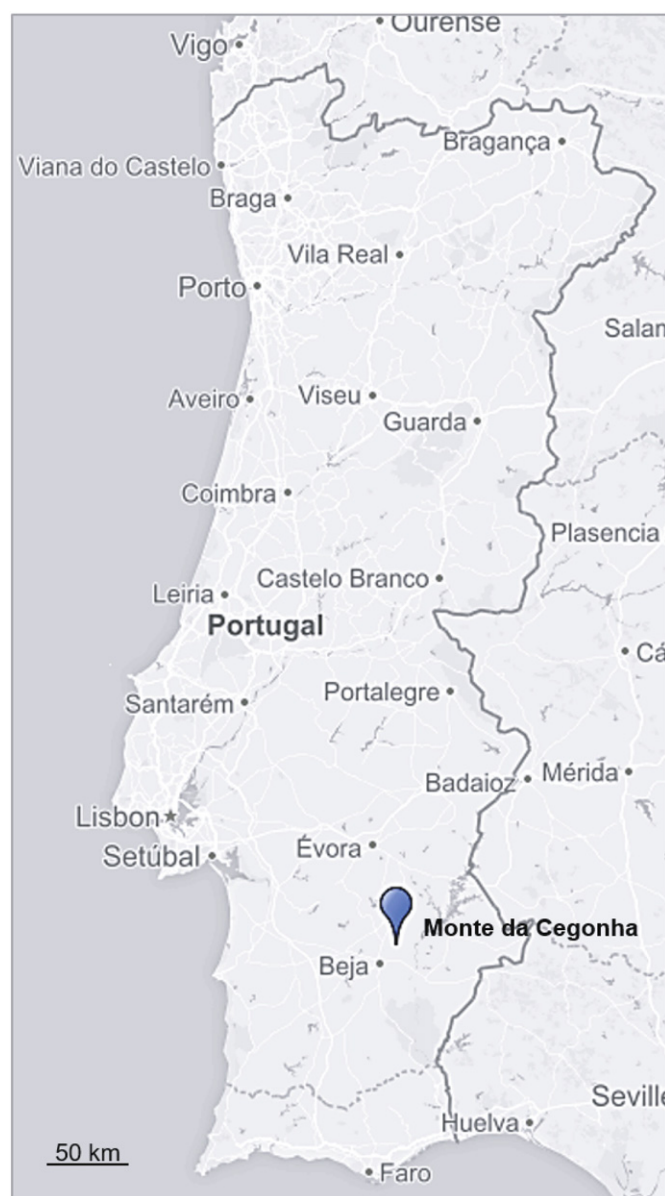 Ourense
Vigo
Bragança
Viana do Castelo
Braga
Vila Real
Porto
Salan
Aveiro
Viseu
Guarda
Coimbra
Plasencia
Castelo Branco
Leiria
Portugal
Cá
Portalegre
Santarém
Badajoz
Mérida
Lisbon
Évora
Setúbal
Monte da Cegonha
Beja
Seville
Huelva
50 km
Faro